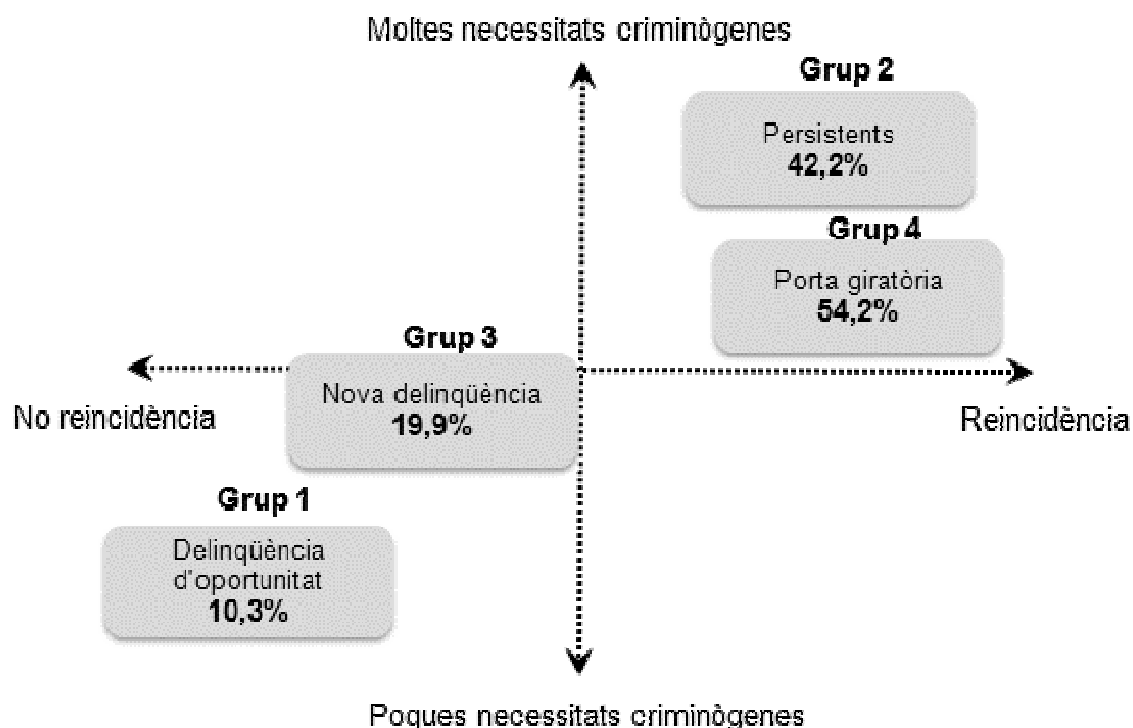 Moltes necessitats criminògenes
Grup 2
Persistents
42,2%
Grup 4
Porta giratòria
54,2%
Grup 3
Nova delinqüència
19,9%
No reincidència
Reincidència
Grup 1
Delinqüència
d'oportunitat
10,3%
Poques necessitats criminògenes